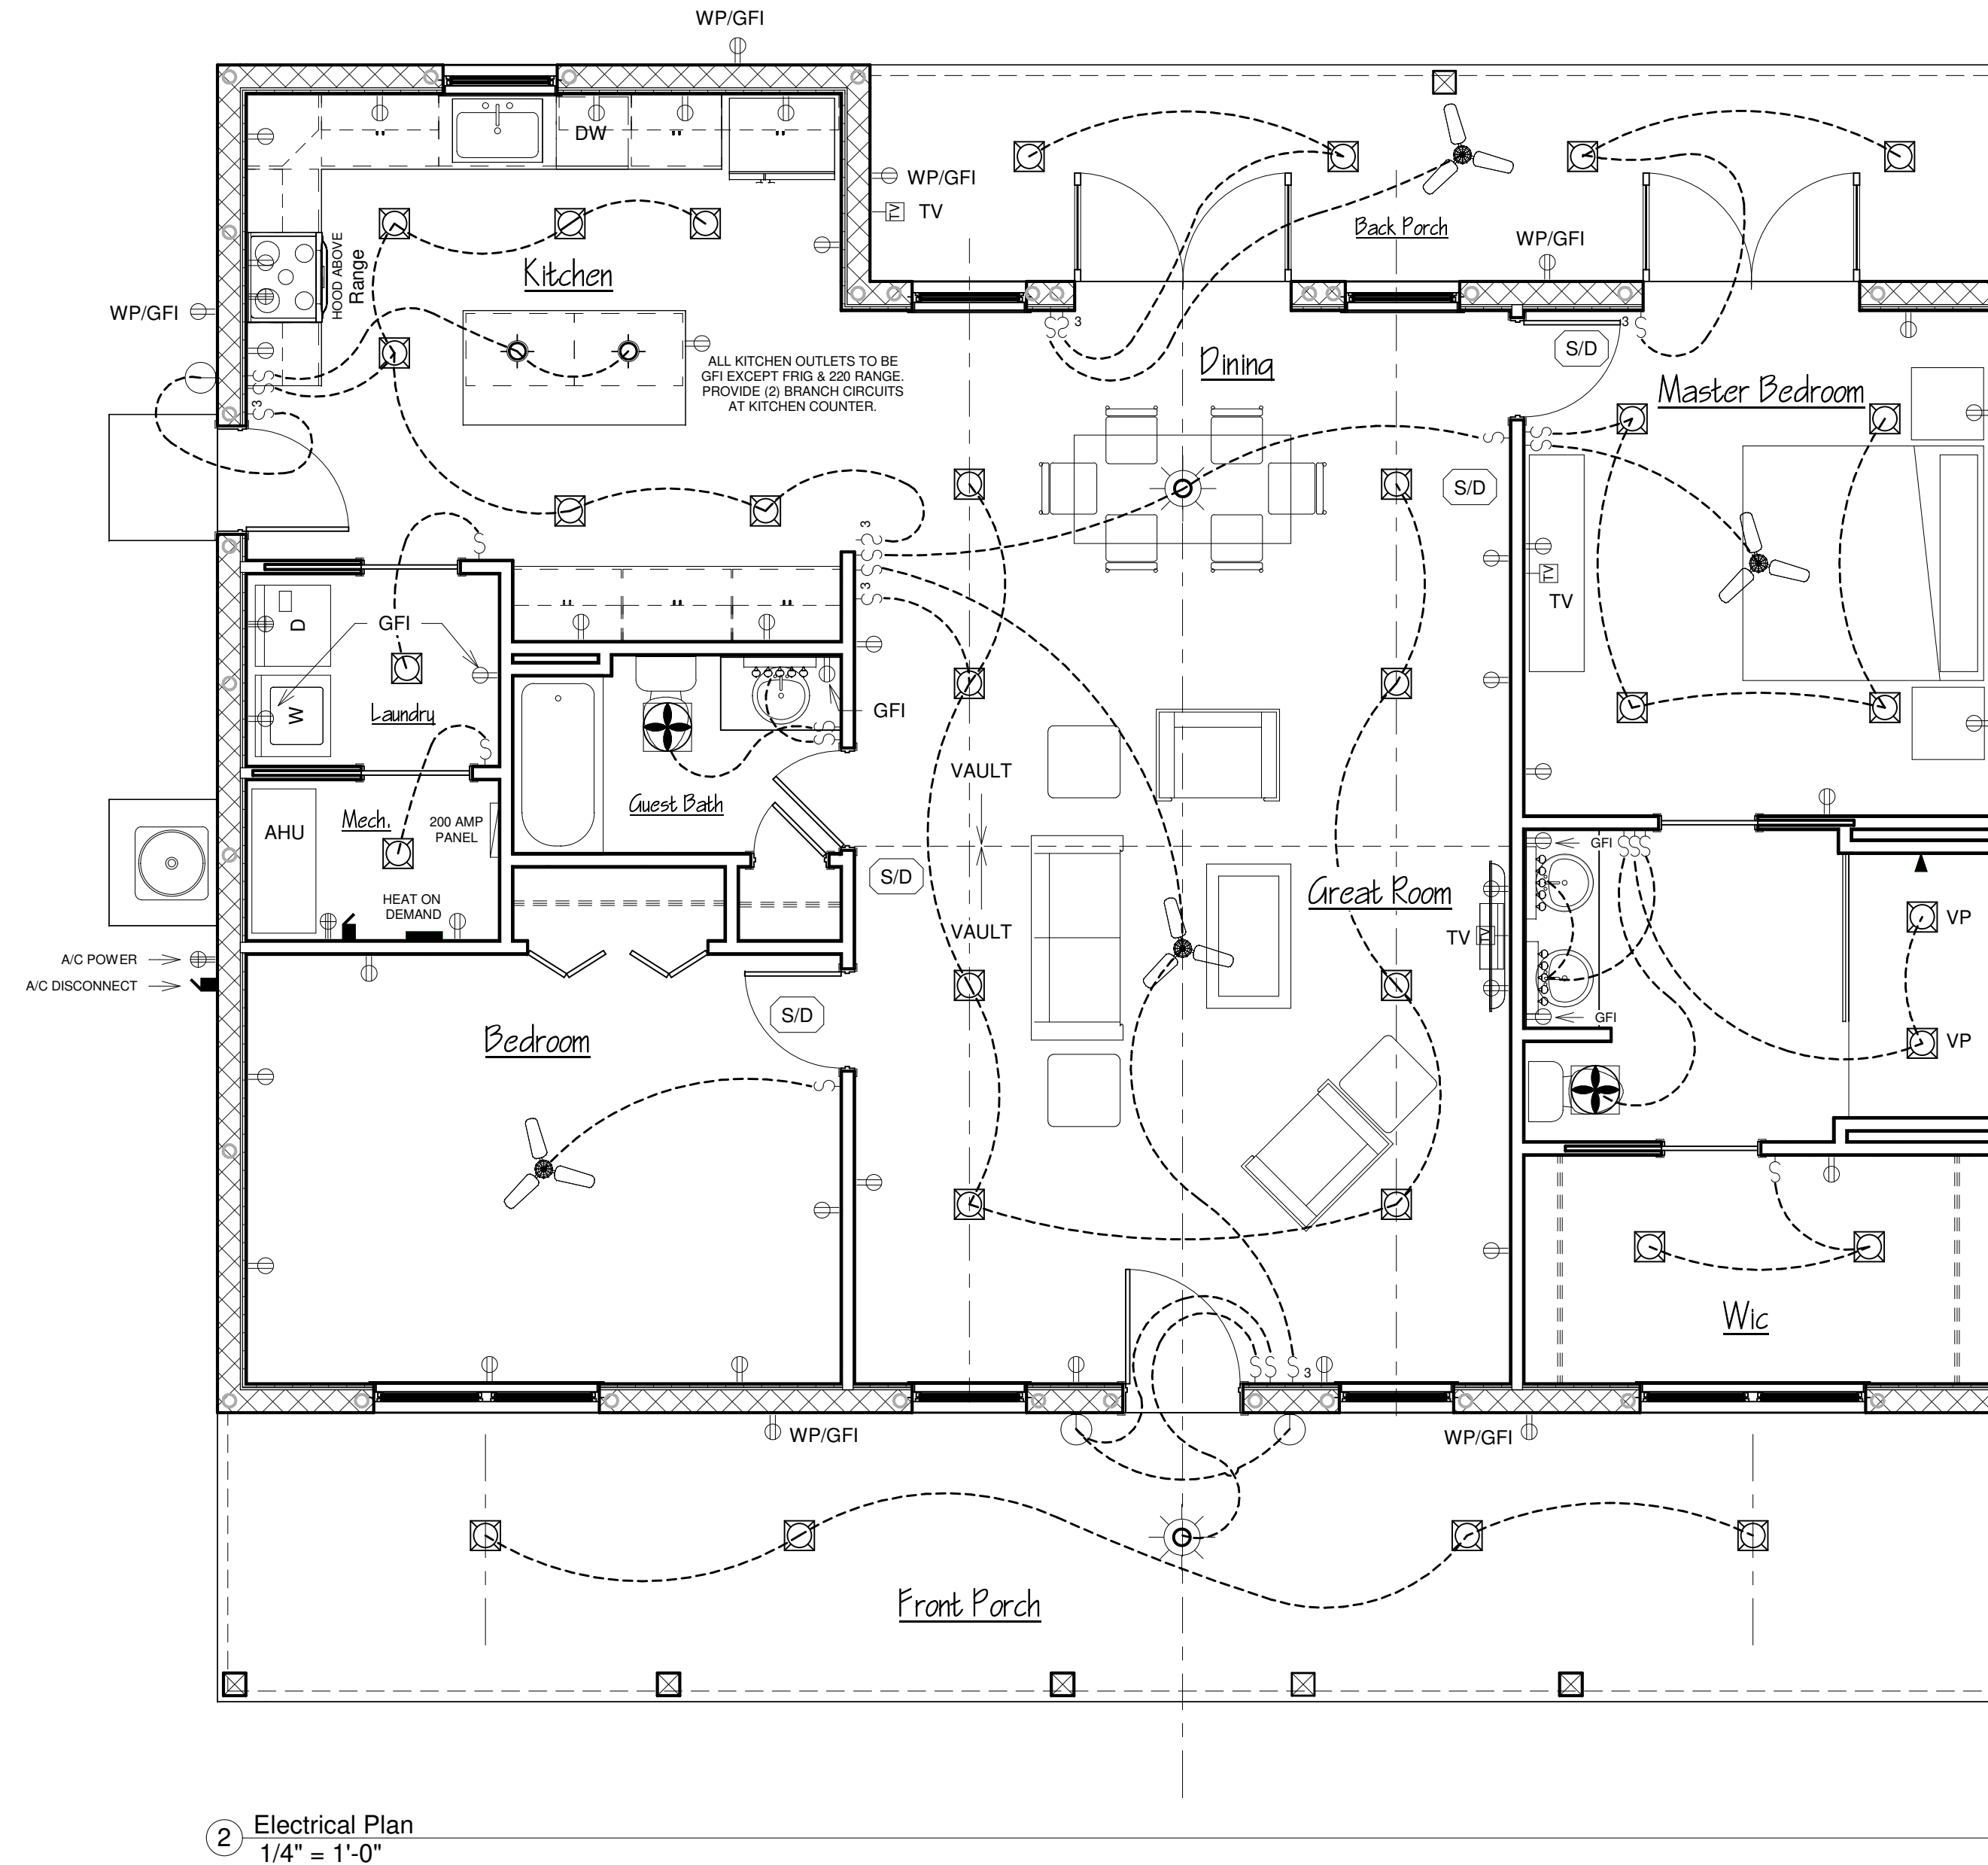 WP/GFI
DW
"
"
"
WP/GFI
TV
TV
HOOD ABOVE
Range
Kitchen
Back Porch
WP/GFI
WP/GFI
3
3
S/D
ALL KITCHEN OUTLETS TO BE
GFI EXCEPT FRIG & 220 RANGE.
PROVIDE (2) BRANCH CIRCUITS
AT KITCHEN COUNTER.
Dining
Master Bedroom
3
S/D
3
3
"
"
"
D
GFI
TV
TV
W
Laundry
GFI
VAULT
Mech.
200 AMP
PANEL
AHU
Guest Bath
GFI
S/D
HEAT ON
DEMAND
Great Room
VP
VAULT
TV
TV
A/C POWER
A/C DISCONNECT
S/D
Bedroom
GFI
VP
Wic
3
WP/GFI
WP/GFI
Front Porch
2
Electrical Plan
1/4" = 1'-0"